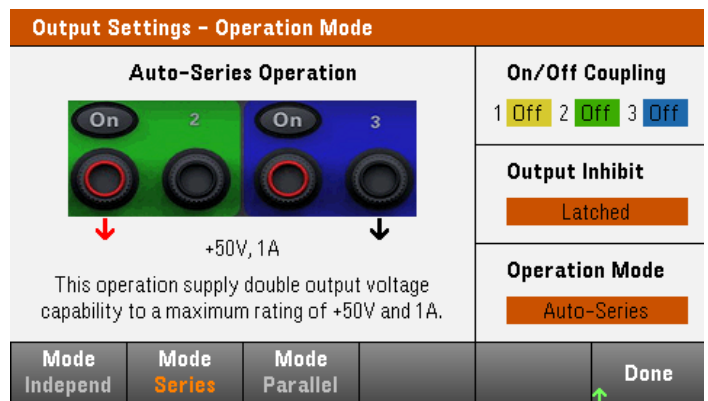 Output Settings - Operation Mode
Auto-Series Operation
On 2 On 3
+50V, 1A
This operation supply double output voltage
capability to a maximum rating of +50V and 1A.
On/Off Coupling
1 Off 2 Off 3 Off
Output Inhibit
Latched
Operation Mode
Auto-Series
Mode Mode Mode
Independ Series Parallel
Done